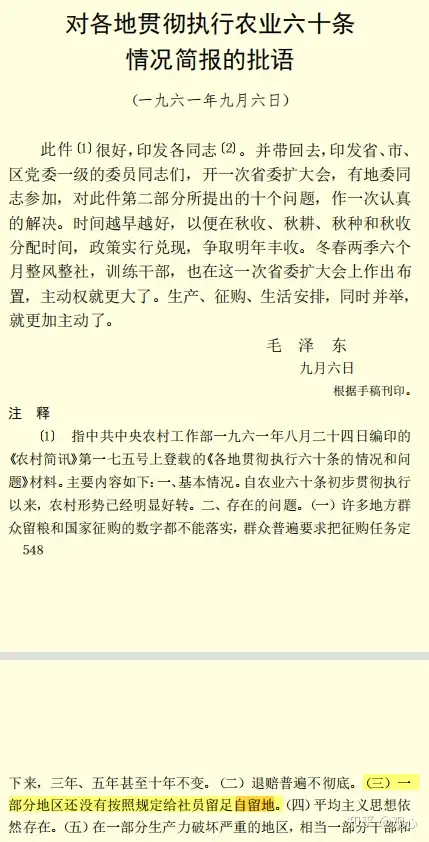 对各地贯彻执行农业六十条
情况简报的批语
(一九六一年九月六日)
此件〔1〕很好,印发各同志〔2〕。并带回去,印发省、市、
区党委一级的委员同志们,开一次省委扩大会,有地委同
志参加,对此件第二部分所提出的十个问题,作一次认真
的解决。时间越早越好,以便在秋收、秋耕、秋种和秋收
分配时间,政策实行兑现,争取明年丰收。冬春两季六个
月整风整社,训练干部,也在这一次省委扩大会上作出布
置,主动权就更大了。生产、征购、生活安排,同时并举,
就更加主动了。
毛泽东
九月六日
根据手稿刊印。
注释
〔1〕 指中共中央农村工作部一九六一年八月二十四日编印的
《农村简讯》第一七五号上登载的《各地贯彻执行六十条的情况和问
题》材料。主要内容如下:一、基本情况。自农业六十条初步贯彻执行
以来,农村形势已经明显好转。二、存在的问题。(一)许多地方群
众留粮和国家征购的数字都不能落实,群众普遍要求把征购任务定
548
下来,三年、五年甚至十年不变。(二)退赔普遍不彻底。(三)一
部分地区还没有按照规定给社员留足自留地。(四)平均主义思想依
然存在。(五)在一部分生产力破坏严重的地区,相当一部分干部和